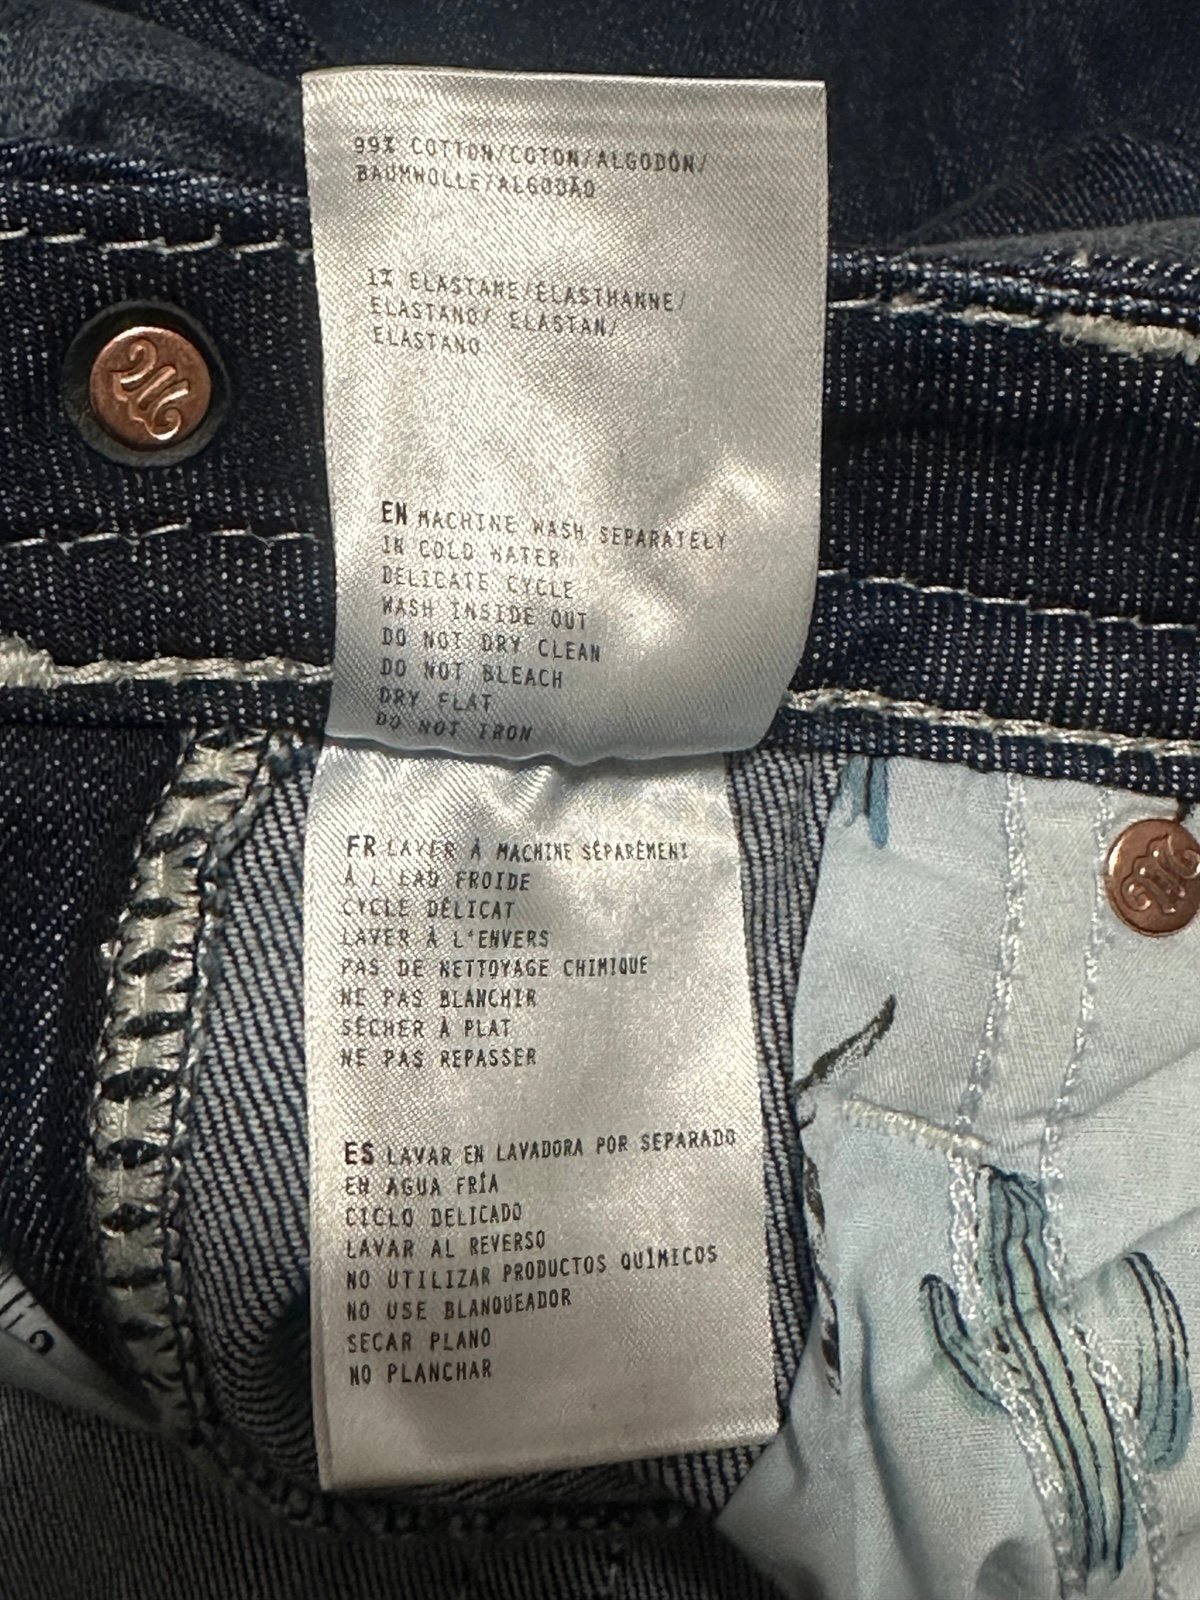 99% COTTON/COTON/ALGODÓN/
BAUMWOLLE/ALGODÃO
1% ELASTANE/ÉLASTHANNE/
ELASTANO/ ELASTAN/
ELASTANO
EN MACHINE WASH SEPARATELY
IN COLD WATER
DELICATE CYCLE
WASH INSIDE OUT
DO NOT DRY CLEAN
DO NOT BLEACH
DRY FLAT
DO NOT IRON
FR LAVER À MACHINE SÉPARÉMENT
À L'EAU FROIDE
CYCLE DÉLICAT
LAVER À L'ENVERS
PAS DE NETTOYAGE CHIMIQUE
NE PAS BLANCHIR
SÉCHER À PLAT
NE PAS REPASSER
ES LAVAR EN LAVADORA POR SEPARADO
EN AGUA FRÍA
CICLO DELICADO
LAVAR AL REVERSO
NO UTILIZAR PRODUCTOS QUÍMICOS
NO USE BLANQUEADOR
SECAR PLANO
NO PLANCHAR